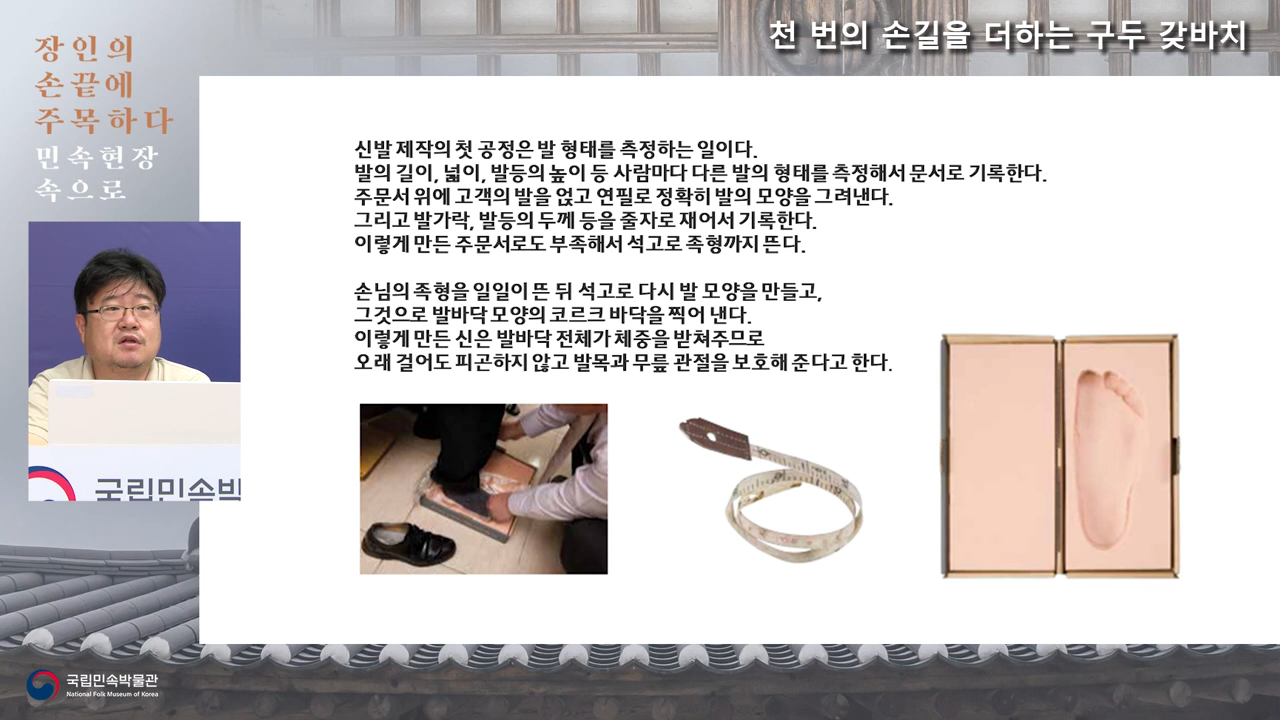 천 번의 손길을 더하는 구두 갖바치
장인의
손끝에
주목하다
민속현장
속으로
신발 제작의 첫 공정은 발 형태를 측정하는 일이다.
발의 길이, 넓이, 발등의 높이 등 사람마다 다른 발의 형태를 측정해서 문서로 기록한다.
주문서 위에 고객의 발을 얹고 연필로 정확히 발의 모양을 그려낸다.
그리고 발가락, 발등의 두께 등을 줄자로 재어서 기록한다.
이렇게 만든 주문서로도 부족해서 석고로 족형까지 뜬다.
손님의 족형을 일일이 뜬 뒤 석고로 다시 발 모양을 만들고,
그것으로 발바닥 모양의 코르크 바닥을 찍어 낸다.
이렇게 만든 신은 발바닥 전체가 체중을 받쳐주므로
오래 걸어도 피곤하지 않고 발목과 무릎 관절을 보호해 준다고 한다.
국립민속박
국립민속박물관
National Folk Museum of Korea